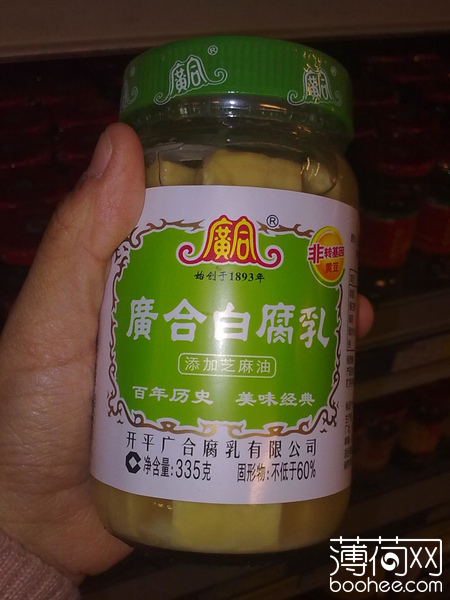 廣合®
廣合®
始创于1893年
非转基因
黄豆
廣合白腐乳
添加芝麻油
百年历史 美味经典
开平广合腐乳有限公司
C净含量:335克 固形物:不低于60%
薄荷网
boohee.com